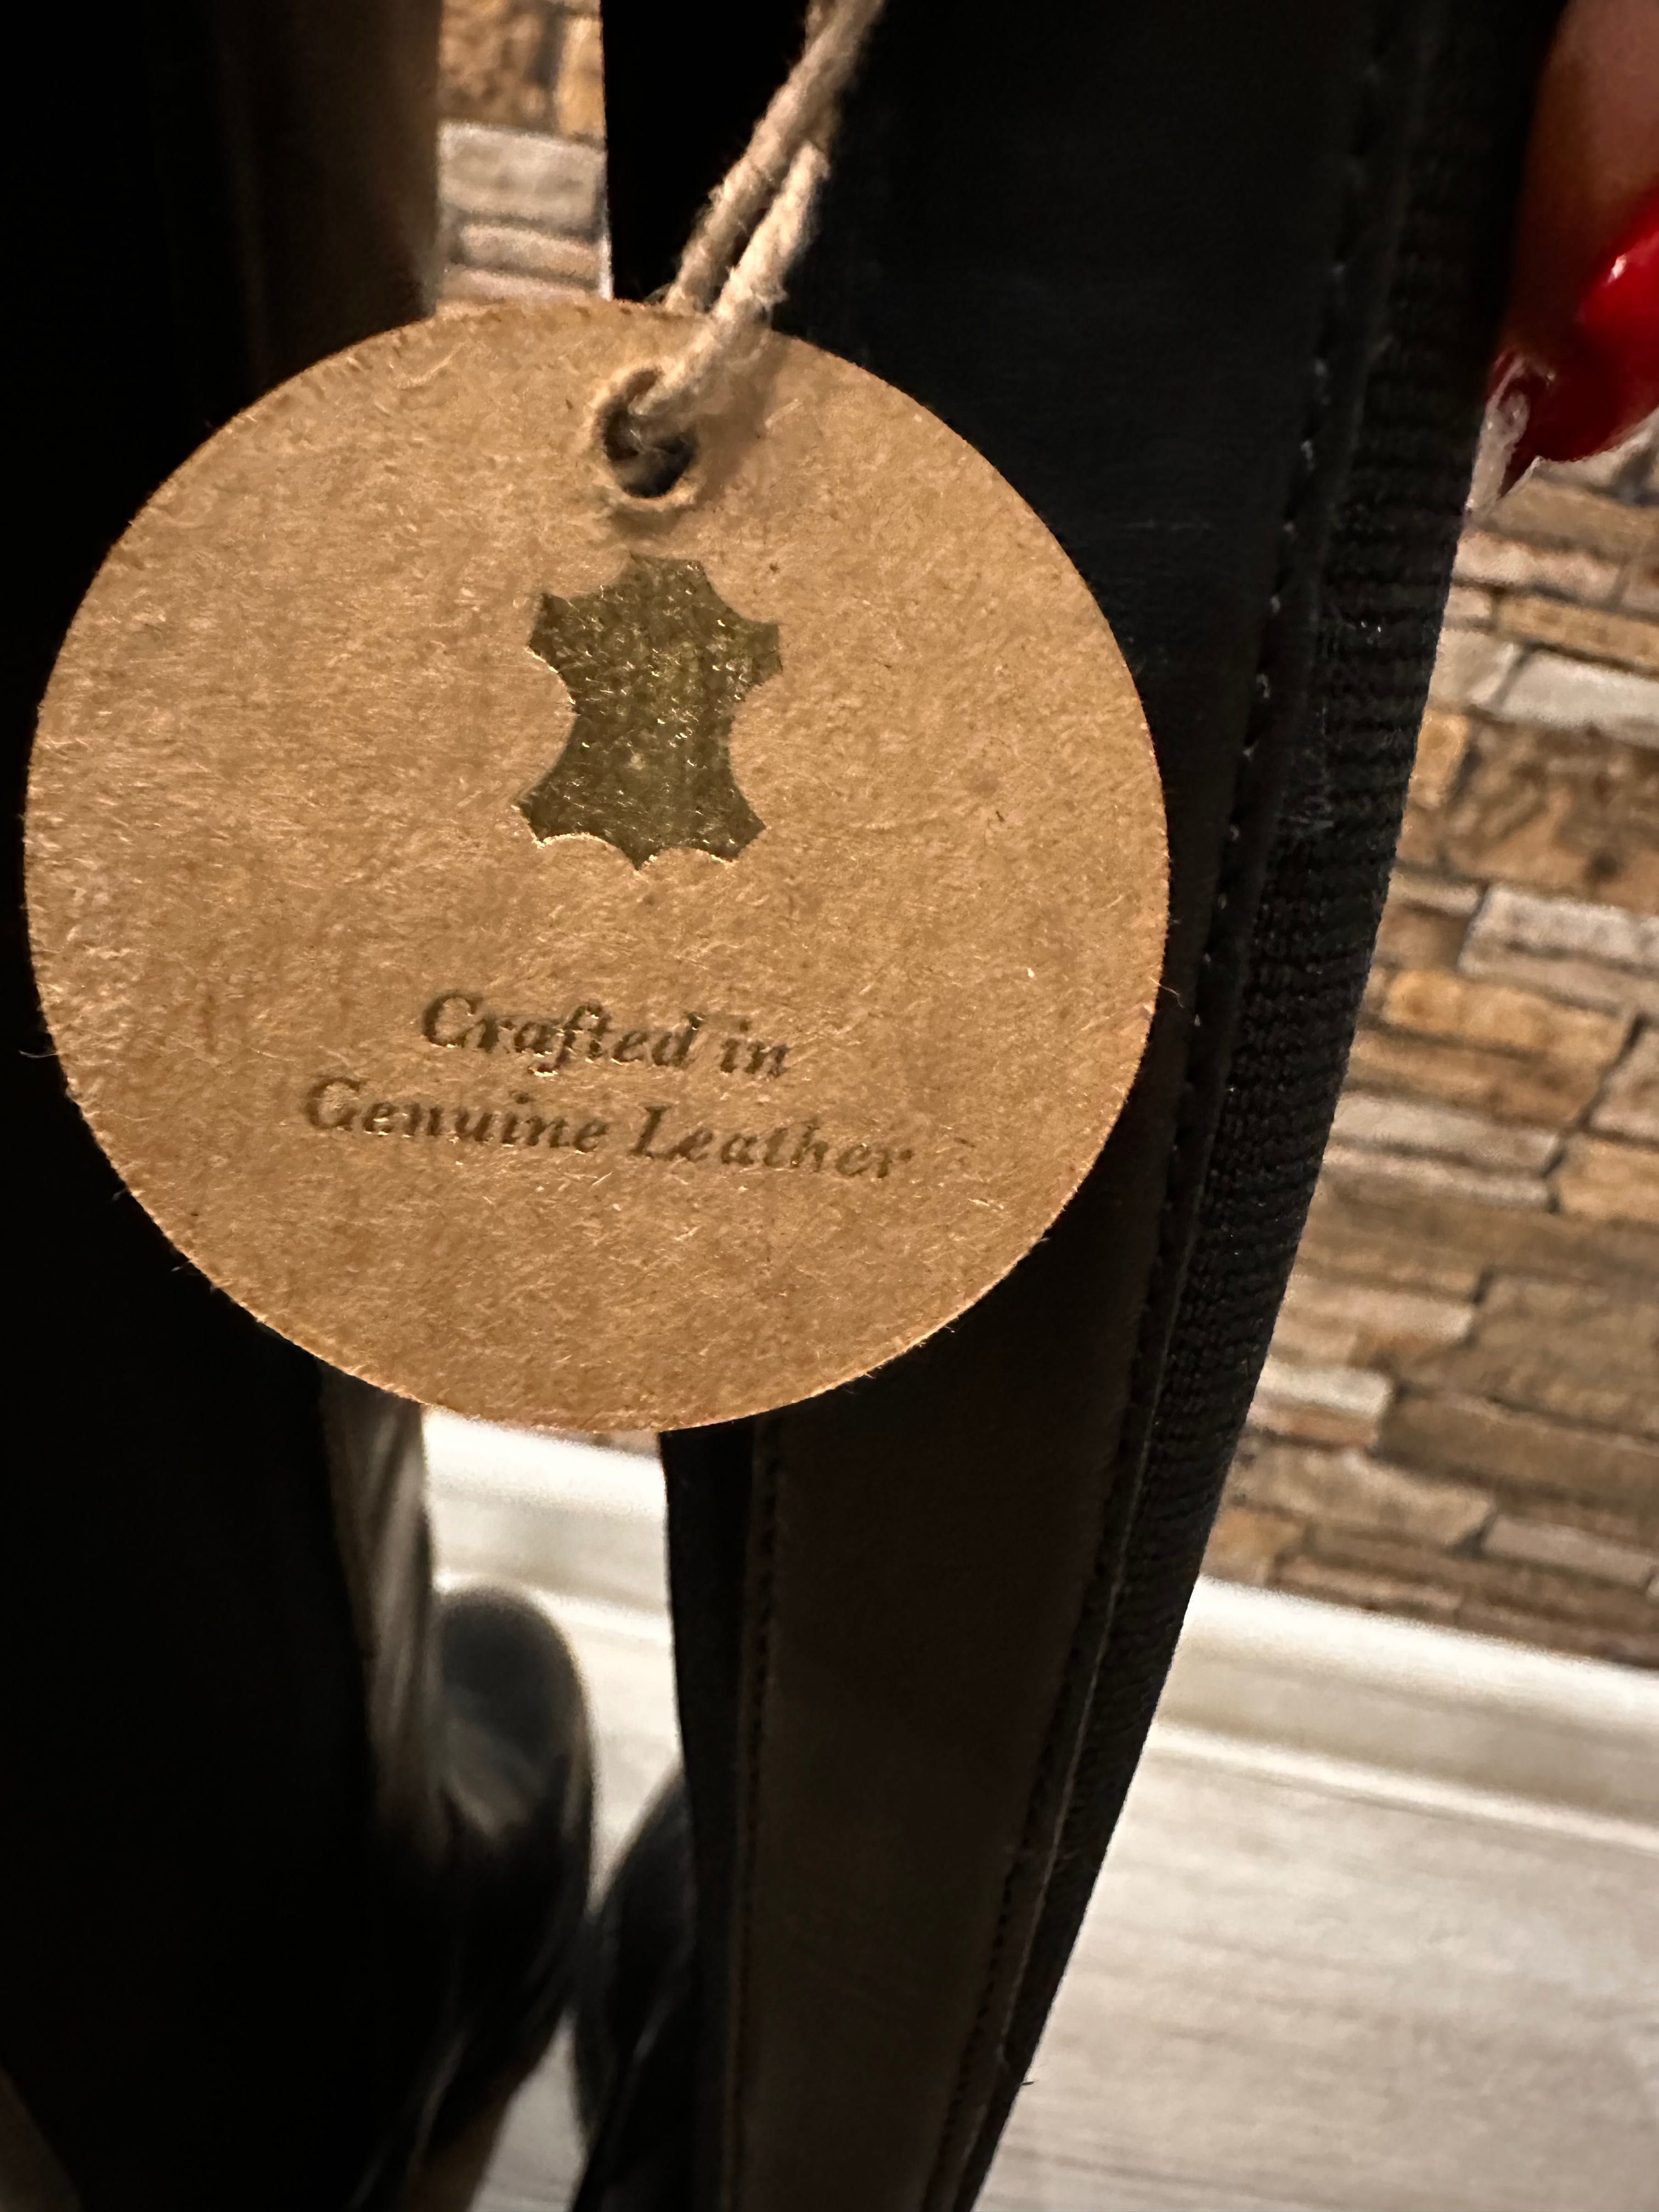 Crafted in
Genuine Leather